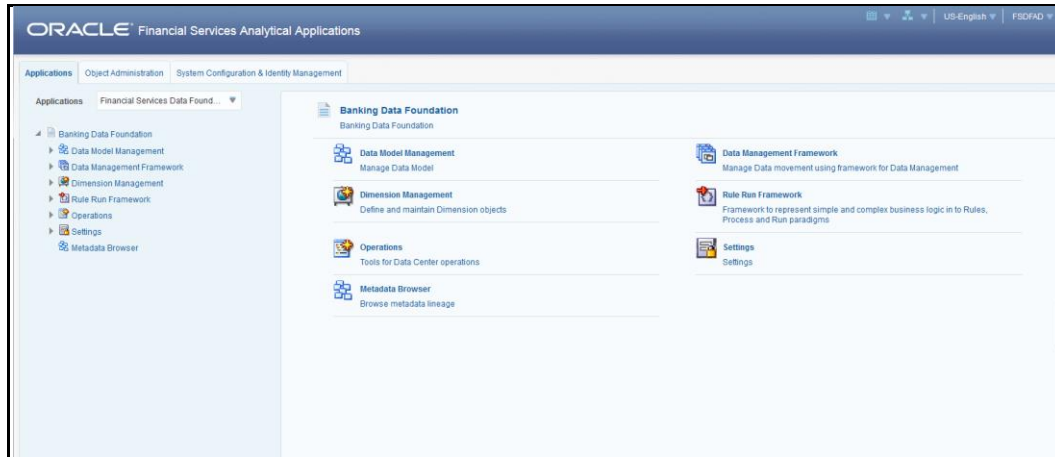 ORACLE Financial Services Analytical Applications
US-English
FSDFAD
Applications
Object Administration
System Configuration & Identity Management
Applications
Financial Services Data Found...
Banking Data Foundation
Data Model Management
Data Management Framework
Dimension Management
Rule Run Framework
Operations
Settings
Metadata Browser
Banking Data Foundation
Banking Data Foundation
Data Model Management
Manage Data Model
Data Management Framework
Manage Data movement using framework for Data Management
Dimension Management
Define and maintain Dimension objects
Rule Run Framework
Framework to represent simple and complex business logic in to Rules,
Process and Run paradigms
Operations
Tools for Data Center operations
Settings
Settings
Metadata Browser
Browse metadata lineage